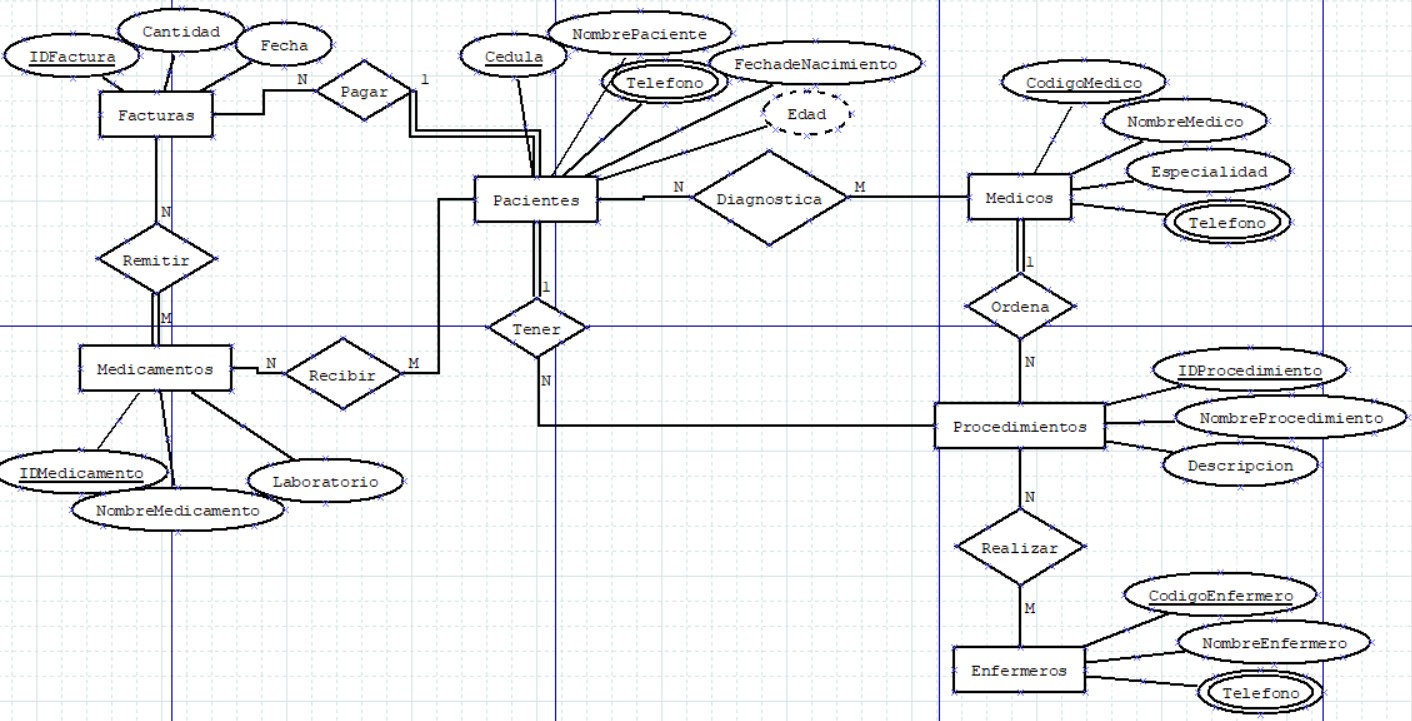 IDFactura
Cantidad
Fecha
Facturas
N
Pagar
1
Cedula
NombrePaciente
Telefono
FechadeNacimiento
Edad
Pacientes
N
Diagnostica
M
CodigoMedico
NombreMedico
Especialidad
Telefono
Medicos
N
Remitir
M
1
Tener
N
1
Ordena
N
Medicamentos
N
Recibir
M
IDMedicamento
NombreMedicamento
Laboratorio
Procedimientos
IDProcedimiento
NombreProcedimiento
Descripcion
N
Realizar
M
Enfermeros
CodigoEnfermero
NombreEnfermero
Telefono